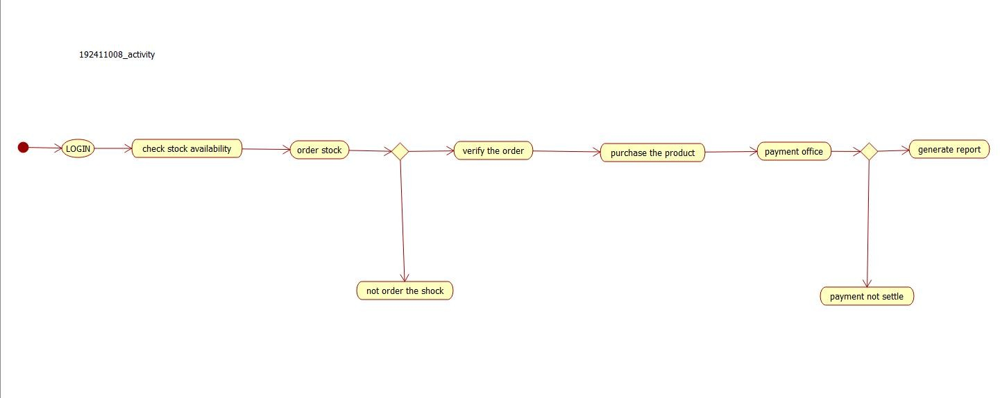 192411008_activity
LOGIN
check stock availability
order stock
verify the order
purchase the product
payment office
generate report
not order the shock
payment not settle